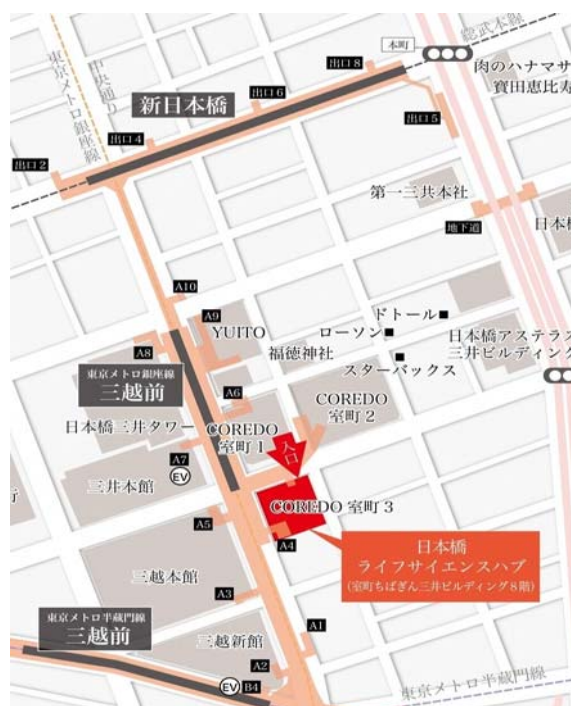 総武本線
本町
肉のハナマサ
寶田恵比寿
出口8
中央通り
東京メトロ銀座線
出口6
新日本橋
出口5
出口4
出口2
第一三共本社
地下道
日本橋
A10
ドトール
A9
YUITO
ローソン
日本橋アステラス
三井ビルディング
A8
福徳神社
スターバックス
東京メトロ銀座線
三越前
A6
COREDO
室町2
日本橋三井タワー
COREDO
室町1
入口
A7
EV
三井本館
行
COREDO 室町3
A5
A4
日本橋
ライフサイエンスハブ
(室町ちばぎん三井ビルディング8階)
三越本館
A3
東京メトロ半蔵門線
三越前
A1
三越新館
A2
EV
B4
東京メトロ半蔵門線